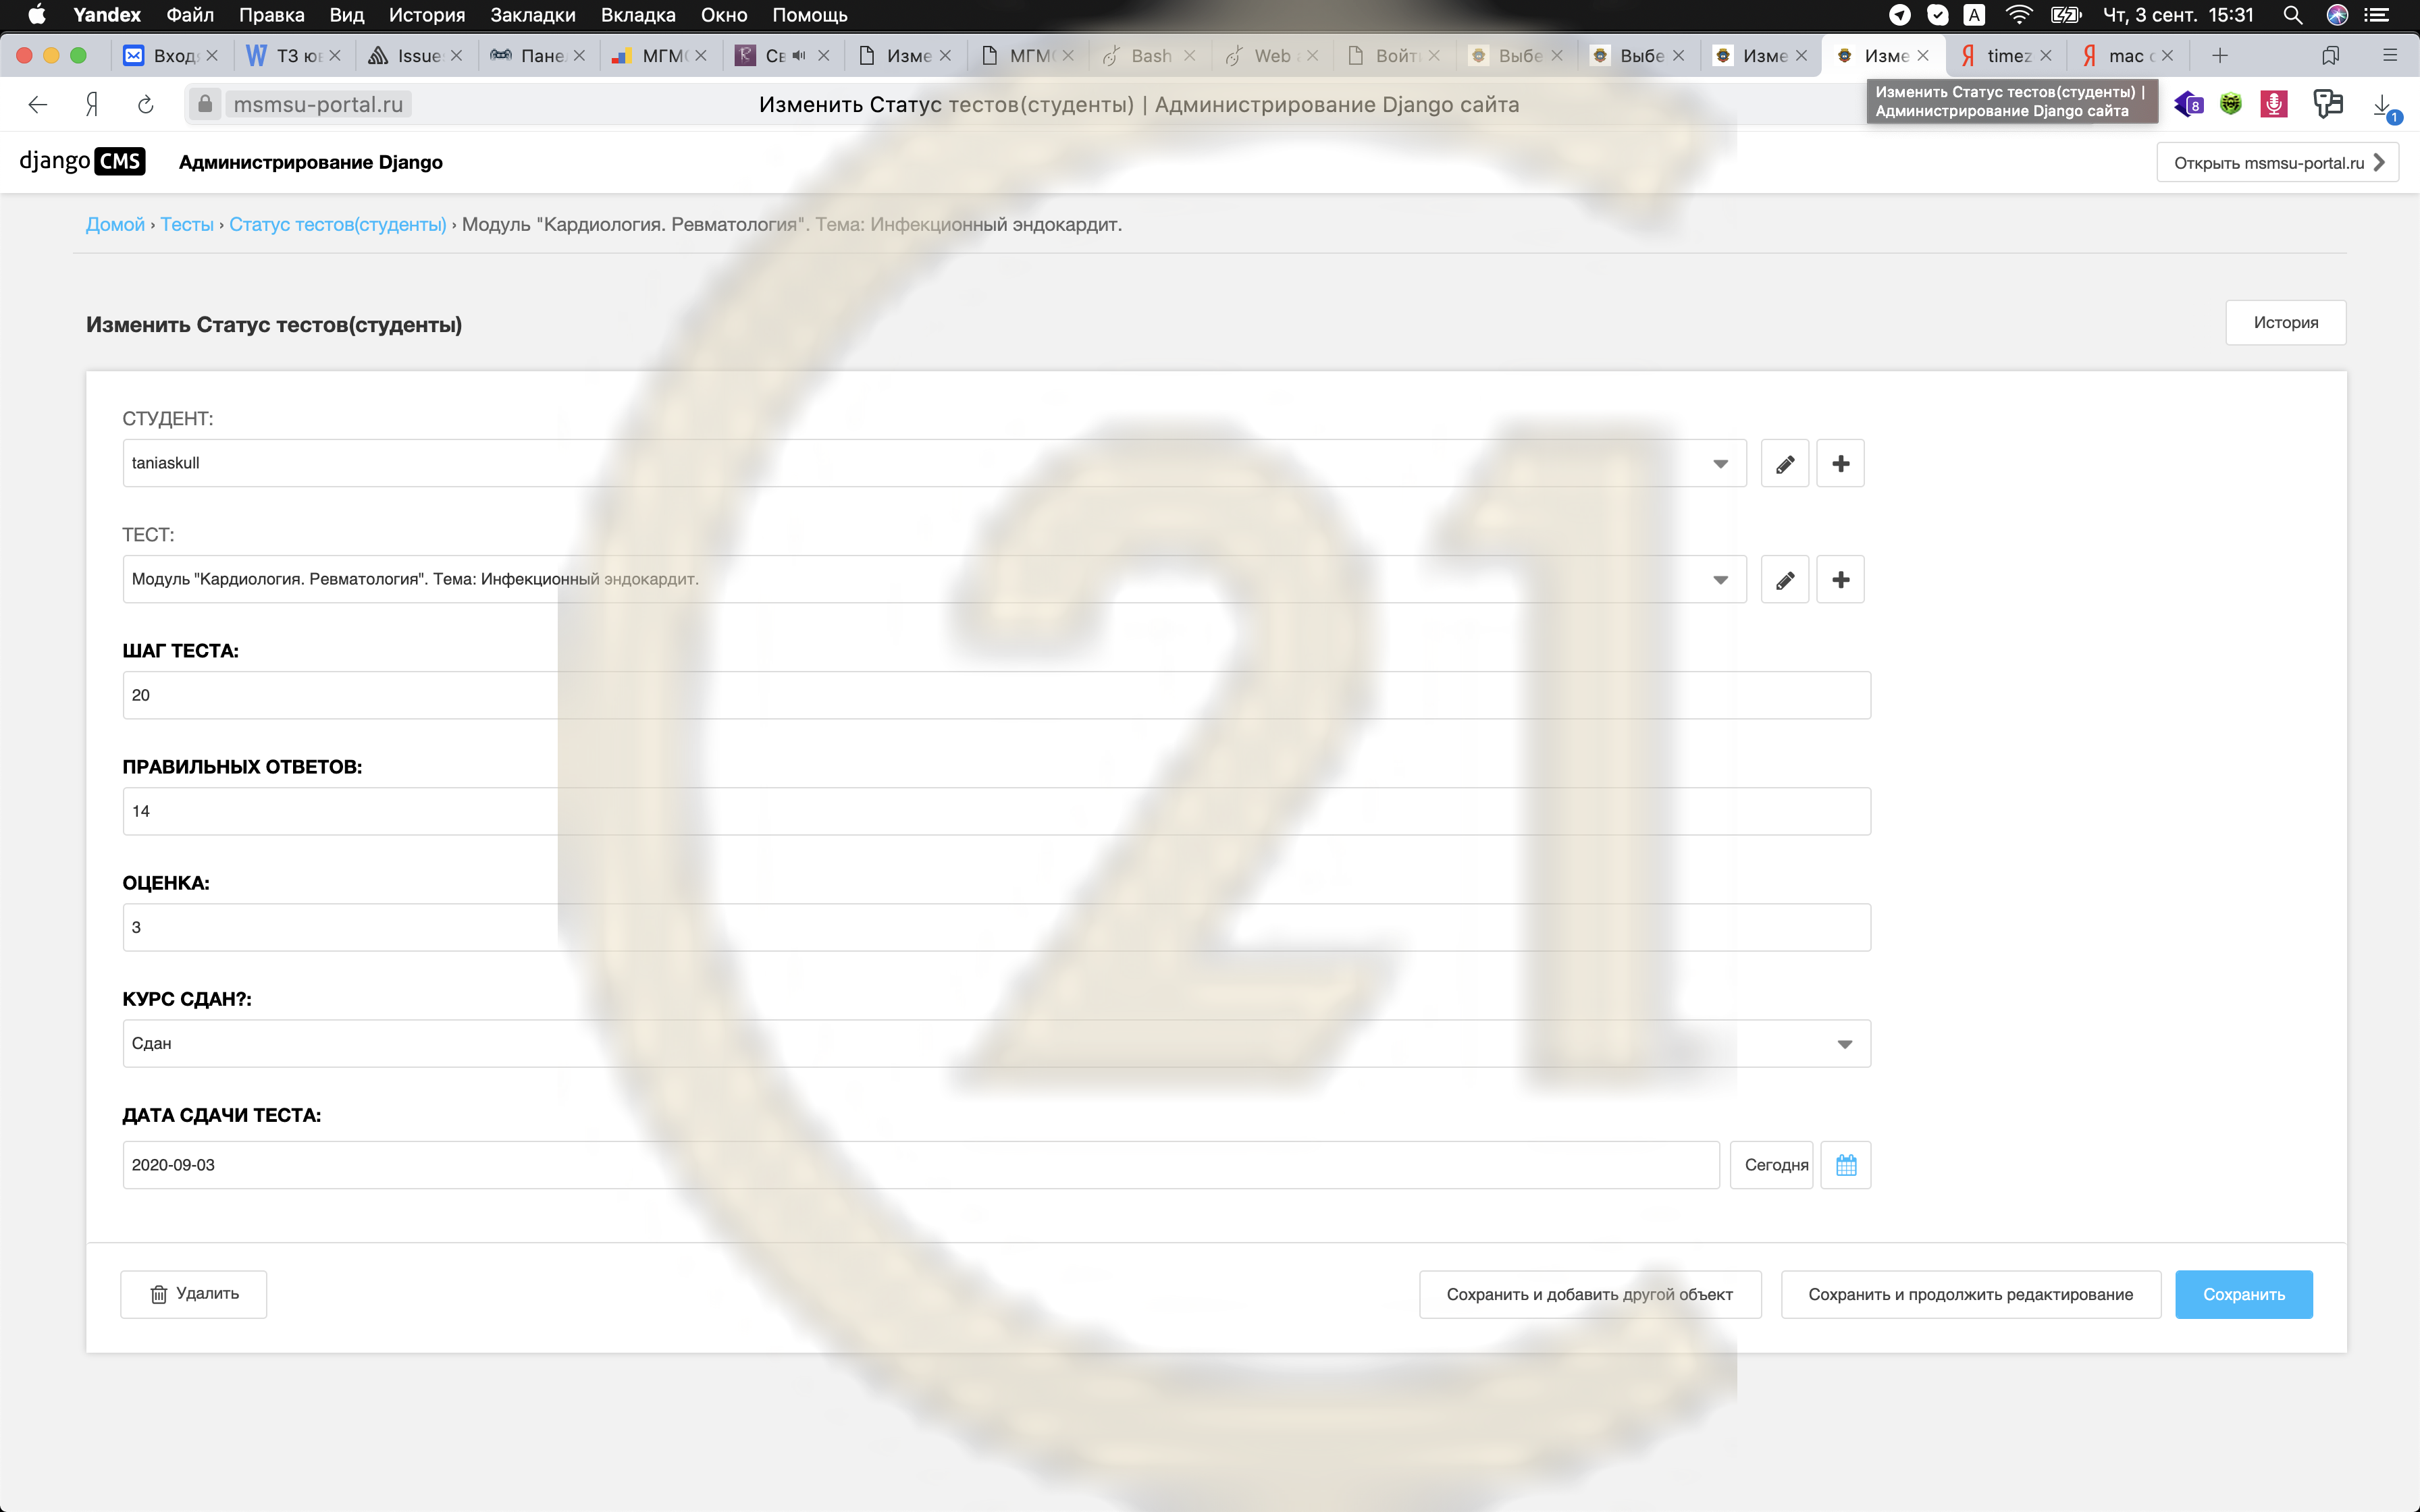 Yandex Файл Правка Вид История Закладки Вкладка Окно Помощь A Чт, 3 сент. 15:31
Входя ТЗ юв Issue Пане МГМ Св Изме МГМ Bash Web Войт Выбе Выбе Изме Изме timez mac
msmsu-portal.ru Изменить Статус тестов(студенты) | Администрирование Django сайта
Изменить Статус тестов(студенты) |
Администрирование Django сайта
8
1
django CMS Администрирование Django Открыть msmsu-portal.ru
Домой › Тесты › Статус тестов(студенты) › Модуль "Кардиология. Ревматология". Тема: Инфекционный эндокардит.
Изменить Статус тестов(студенты) История
СТУДЕНТ:
taniaskull
ТЕСТ:
Модуль "Кардиология. Ревматология". Тема: Инфекционный эндокардит.
ШАГ ТЕСТА:
20
ПРАВИЛЬНЫХ ОТВЕТОВ:
14
ОЦЕНКА:
3
КУРС СДАН?:
Сдан
ДАТА СДАЧИ ТЕСТА:
2020-09-03 Сегодня
Удалить Сохранить и добавить другой объект Сохранить и продолжить редактирование Сохранить
C21